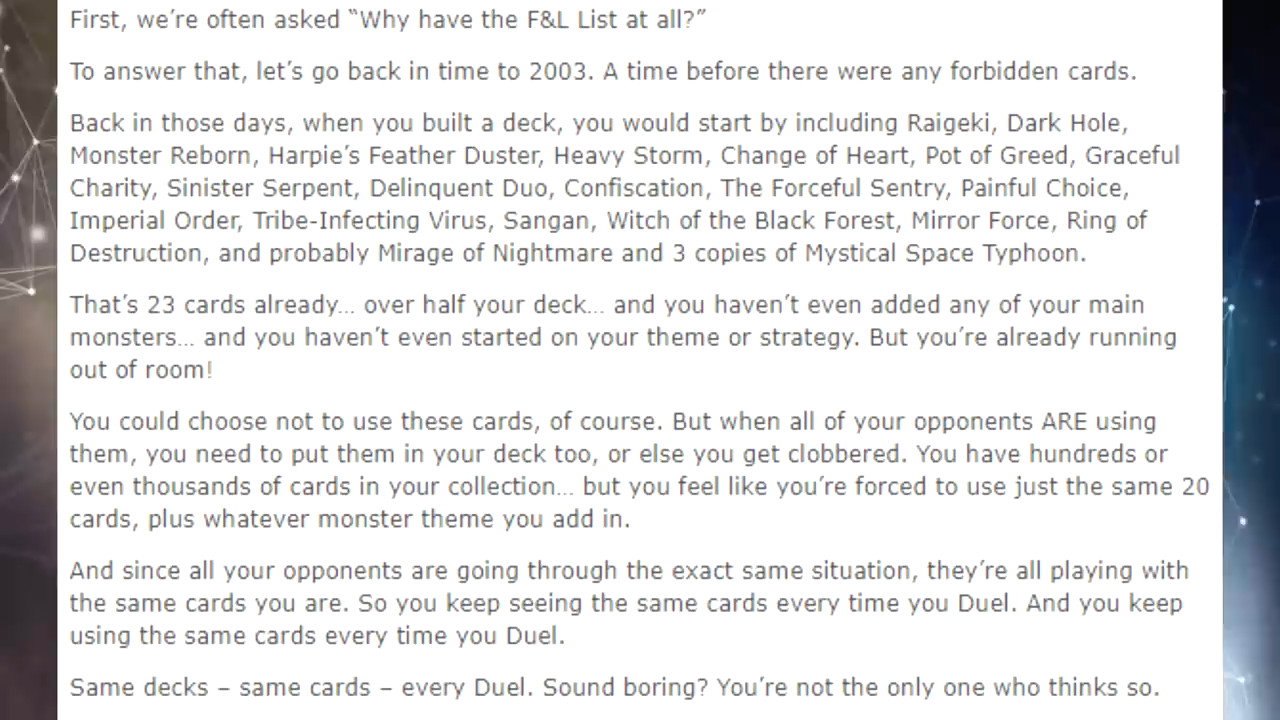 First, we’re often asked “Why have the F&L List at all?”
To answer that, let’s go back in time to 2003. A time before there were any forbidden cards.
Back in those days, when you built a deck, you would start by including Raigeki, Dark Hole,
Monster Reborn, Harpie’s Feather Duster, Heavy Storm, Change of Heart, Pot of Greed, Graceful
Charity, Sinister Serpent, Delinquent Duo, Confiscation, The Forceful Sentry, Painful Choice,
Imperial Order, Tribe-Infecting Virus, Sangan, Witch of the Black Forest, Mirror Force, Ring of
Destruction, and probably Mirage of Nightmare and 3 copies of Mystical Space Typhoon.
That’s 23 cards already… over half your deck… and you haven’t even added any of your main
monsters… and you haven’t even started on your theme or strategy. But you’re already running
out of room!
You could choose not to use these cards, of course. But when all of your opponents ARE using
them, you need to put them in your deck too, or else you get clobbered. You have hundreds or
even thousands of cards in your collection… but you feel like you’re forced to use just the same 20
cards, plus whatever monster theme you add in.
And since all your opponents are going through the exact same situation, they’re all playing with
the same cards you are. So you keep seeing the same cards every time you Duel. And you keep
using the same cards every time you Duel.
Same decks – same cards – every Duel. Sound boring? You’re not the only one who thinks so.